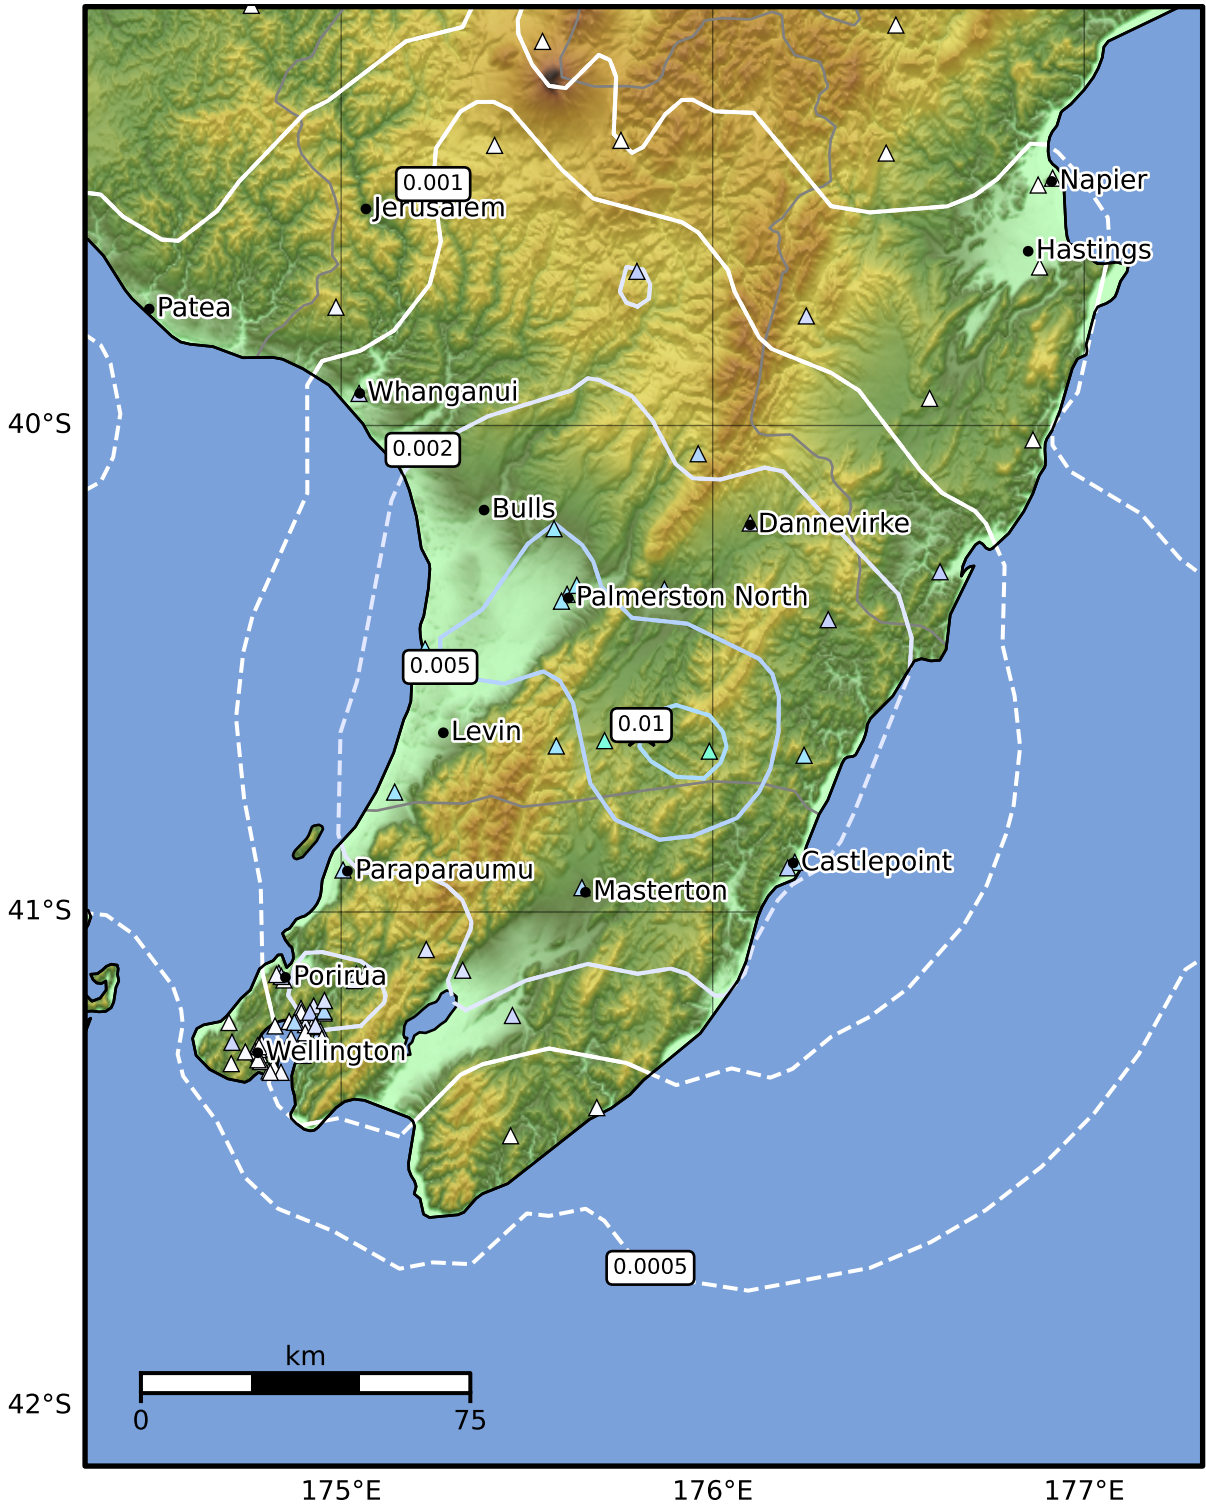 Napier
0.001
Jerusalem
Hastings
Patea
Whanganui
40°S
0.002
Bulls
Dannevirke
Palmerston North
0.005
0.01
Levin
Castlepoint
Paraparaumu
Masterton
41°S
Porirua
Wellington
0.0005
km
0
75
42°S
175°E
176°E
177°E